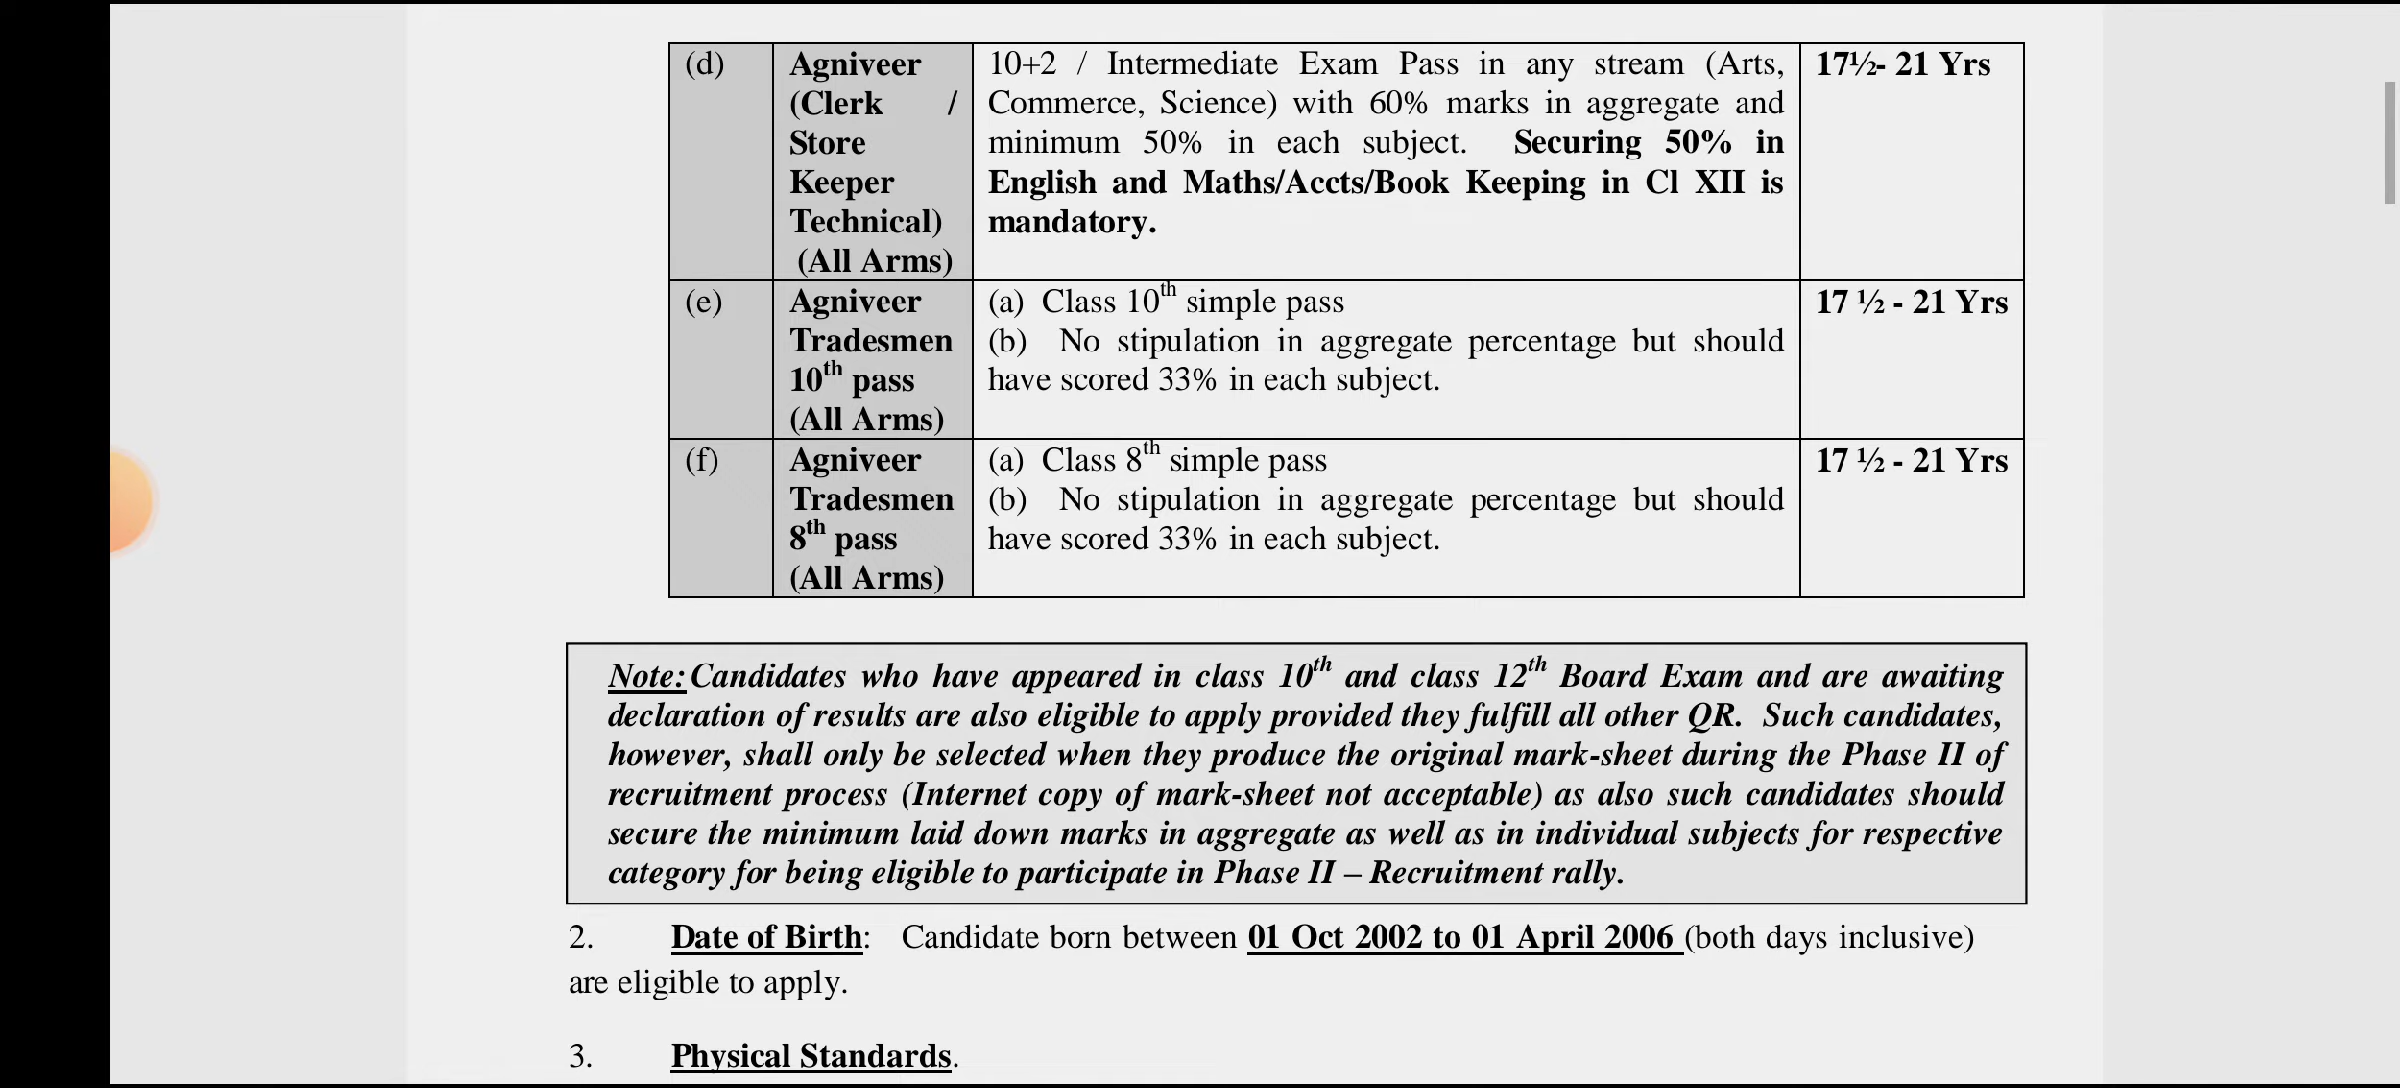 (d)
Agniveer
(Clerk /
Store
Keeper
Technical)
(All Arms)
10+2 / Intermediate Exam Pass in any stream (Arts,
Commerce, Science) with 60% marks in aggregate and
minimum 50% in each subject. Securing 50% in
English and Maths/Accts/Book Keeping in Cl XII is
mandatory.
17½- 21 Yrs
(e)
Agniveer
Tradesmen
10th pass
(All Arms)
(a) Class 10th simple pass
(b) No stipulation in aggregate percentage but should
have scored 33% in each subject.
17 ½ - 21 Yrs
(f)
Agniveer
Tradesmen
8th pass
(All Arms)
(a) Class 8th simple pass
(b) No stipulation in aggregate percentage but should
have scored 33% in each subject.
17 ½ - 21 Yrs
Note:Candidates who have appeared in class 10th and class 12th Board Exam and are awaiting
declaration of results are also eligible to apply provided they fulfill all other QR. Such candidates,
however, shall only be selected when they produce the original mark-sheet during the Phase II of
recruitment process (Internet copy of mark-sheet not acceptable) as also such candidates should
secure the minimum laid down marks in aggregate as well as in individual subjects for respective
category for being eligible to participate in Phase II – Recruitment rally.
2. Date of Birth: Candidate born between 01 Oct 2002 to 01 April 2006 (both days inclusive)
are eligible to apply.
3. Physical Standards.